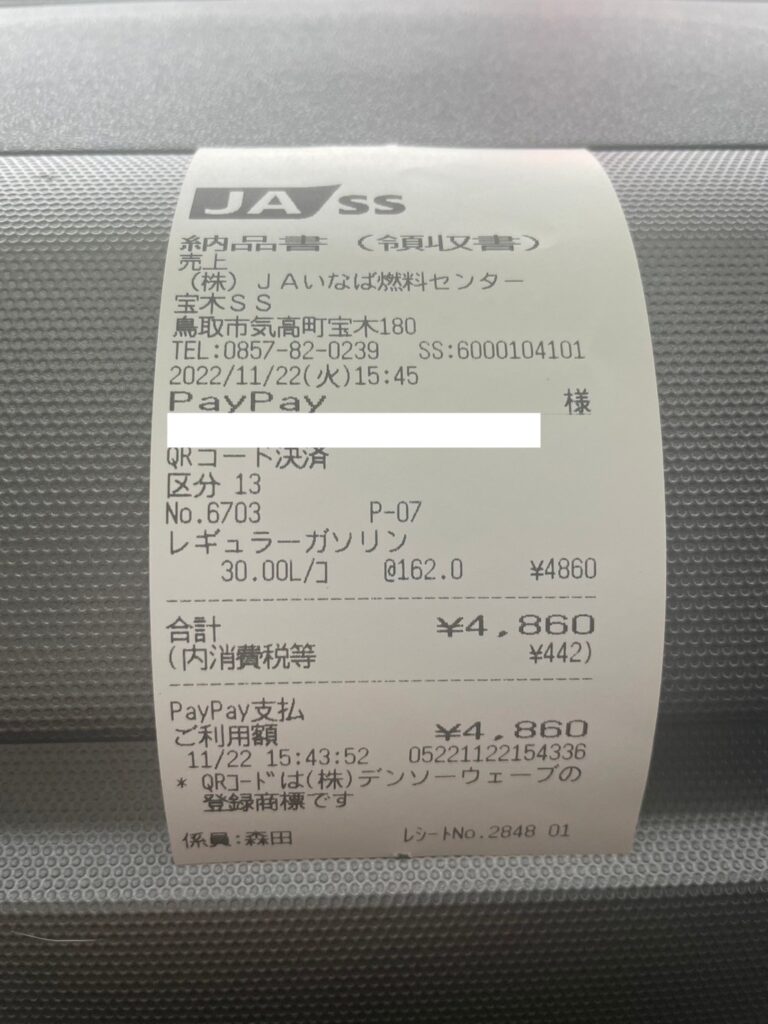 JA SS
納品書（領収書）
売上
（株）ＪＡいなば燃料センター
宝木ＳＳ
鳥取市気高町宝木180
TEL:0857-82-0239 SS:6000104101
2022/11/22(火)15:45
PayPay 様
QRコード決済
区分 13
No.6703 P-07
レギュラーガソリン
30.00L/ｺ @162.0 ¥4860
合計 ¥4,860
(内消費税等 ¥442)
PayPay支払
ご利用額 ¥4,860
11/22 15:43:52 05221122154336
* QRｺｰﾄﾞは(株)デンソーウェーブの
登録商標です
係員:森田 ﾚｼｰﾄNo.2848 01